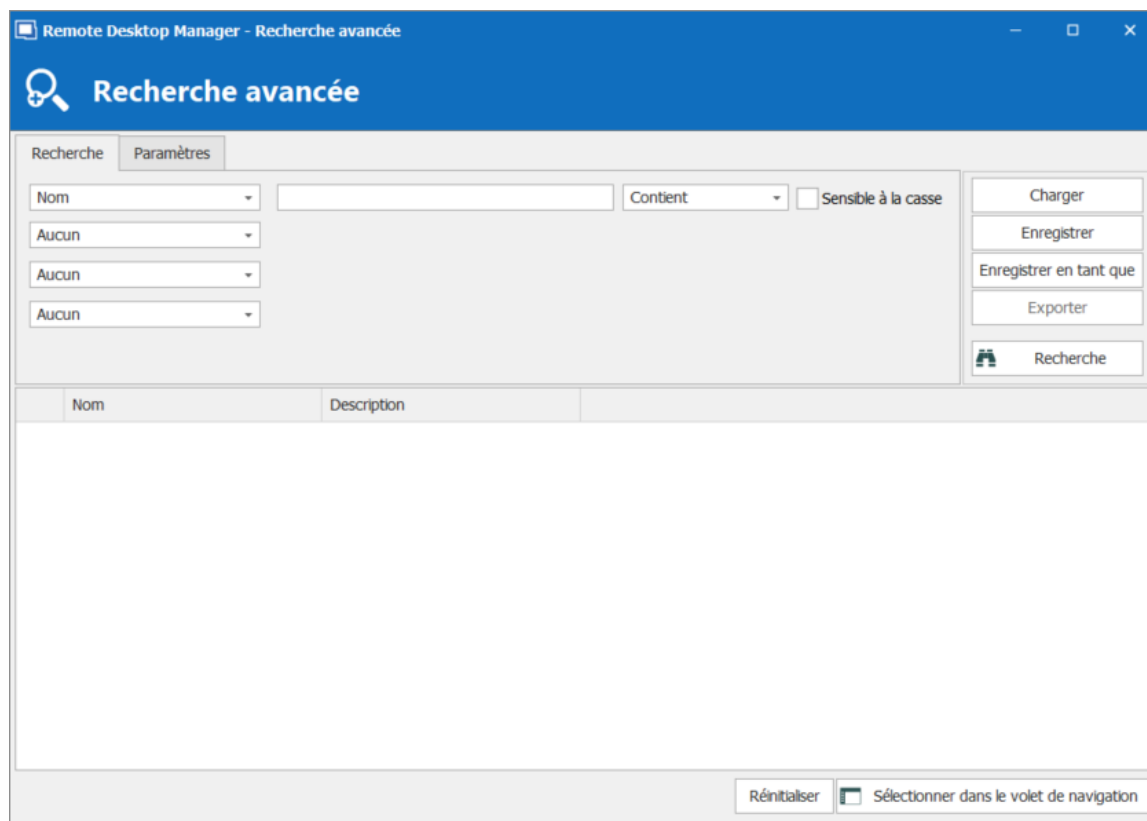 Remote Desktop Manager - Recherche avancée
Recherche avancée
Recherche Paramètres
Nom Contient Sensible à la casse
Aucun
Aucun
Aucun
Charger
Enregistrer
Enregistrer en tant que
Exporter
Recherche
Nom Description
Réinitialiser Sélectionner dans le volet de navigation